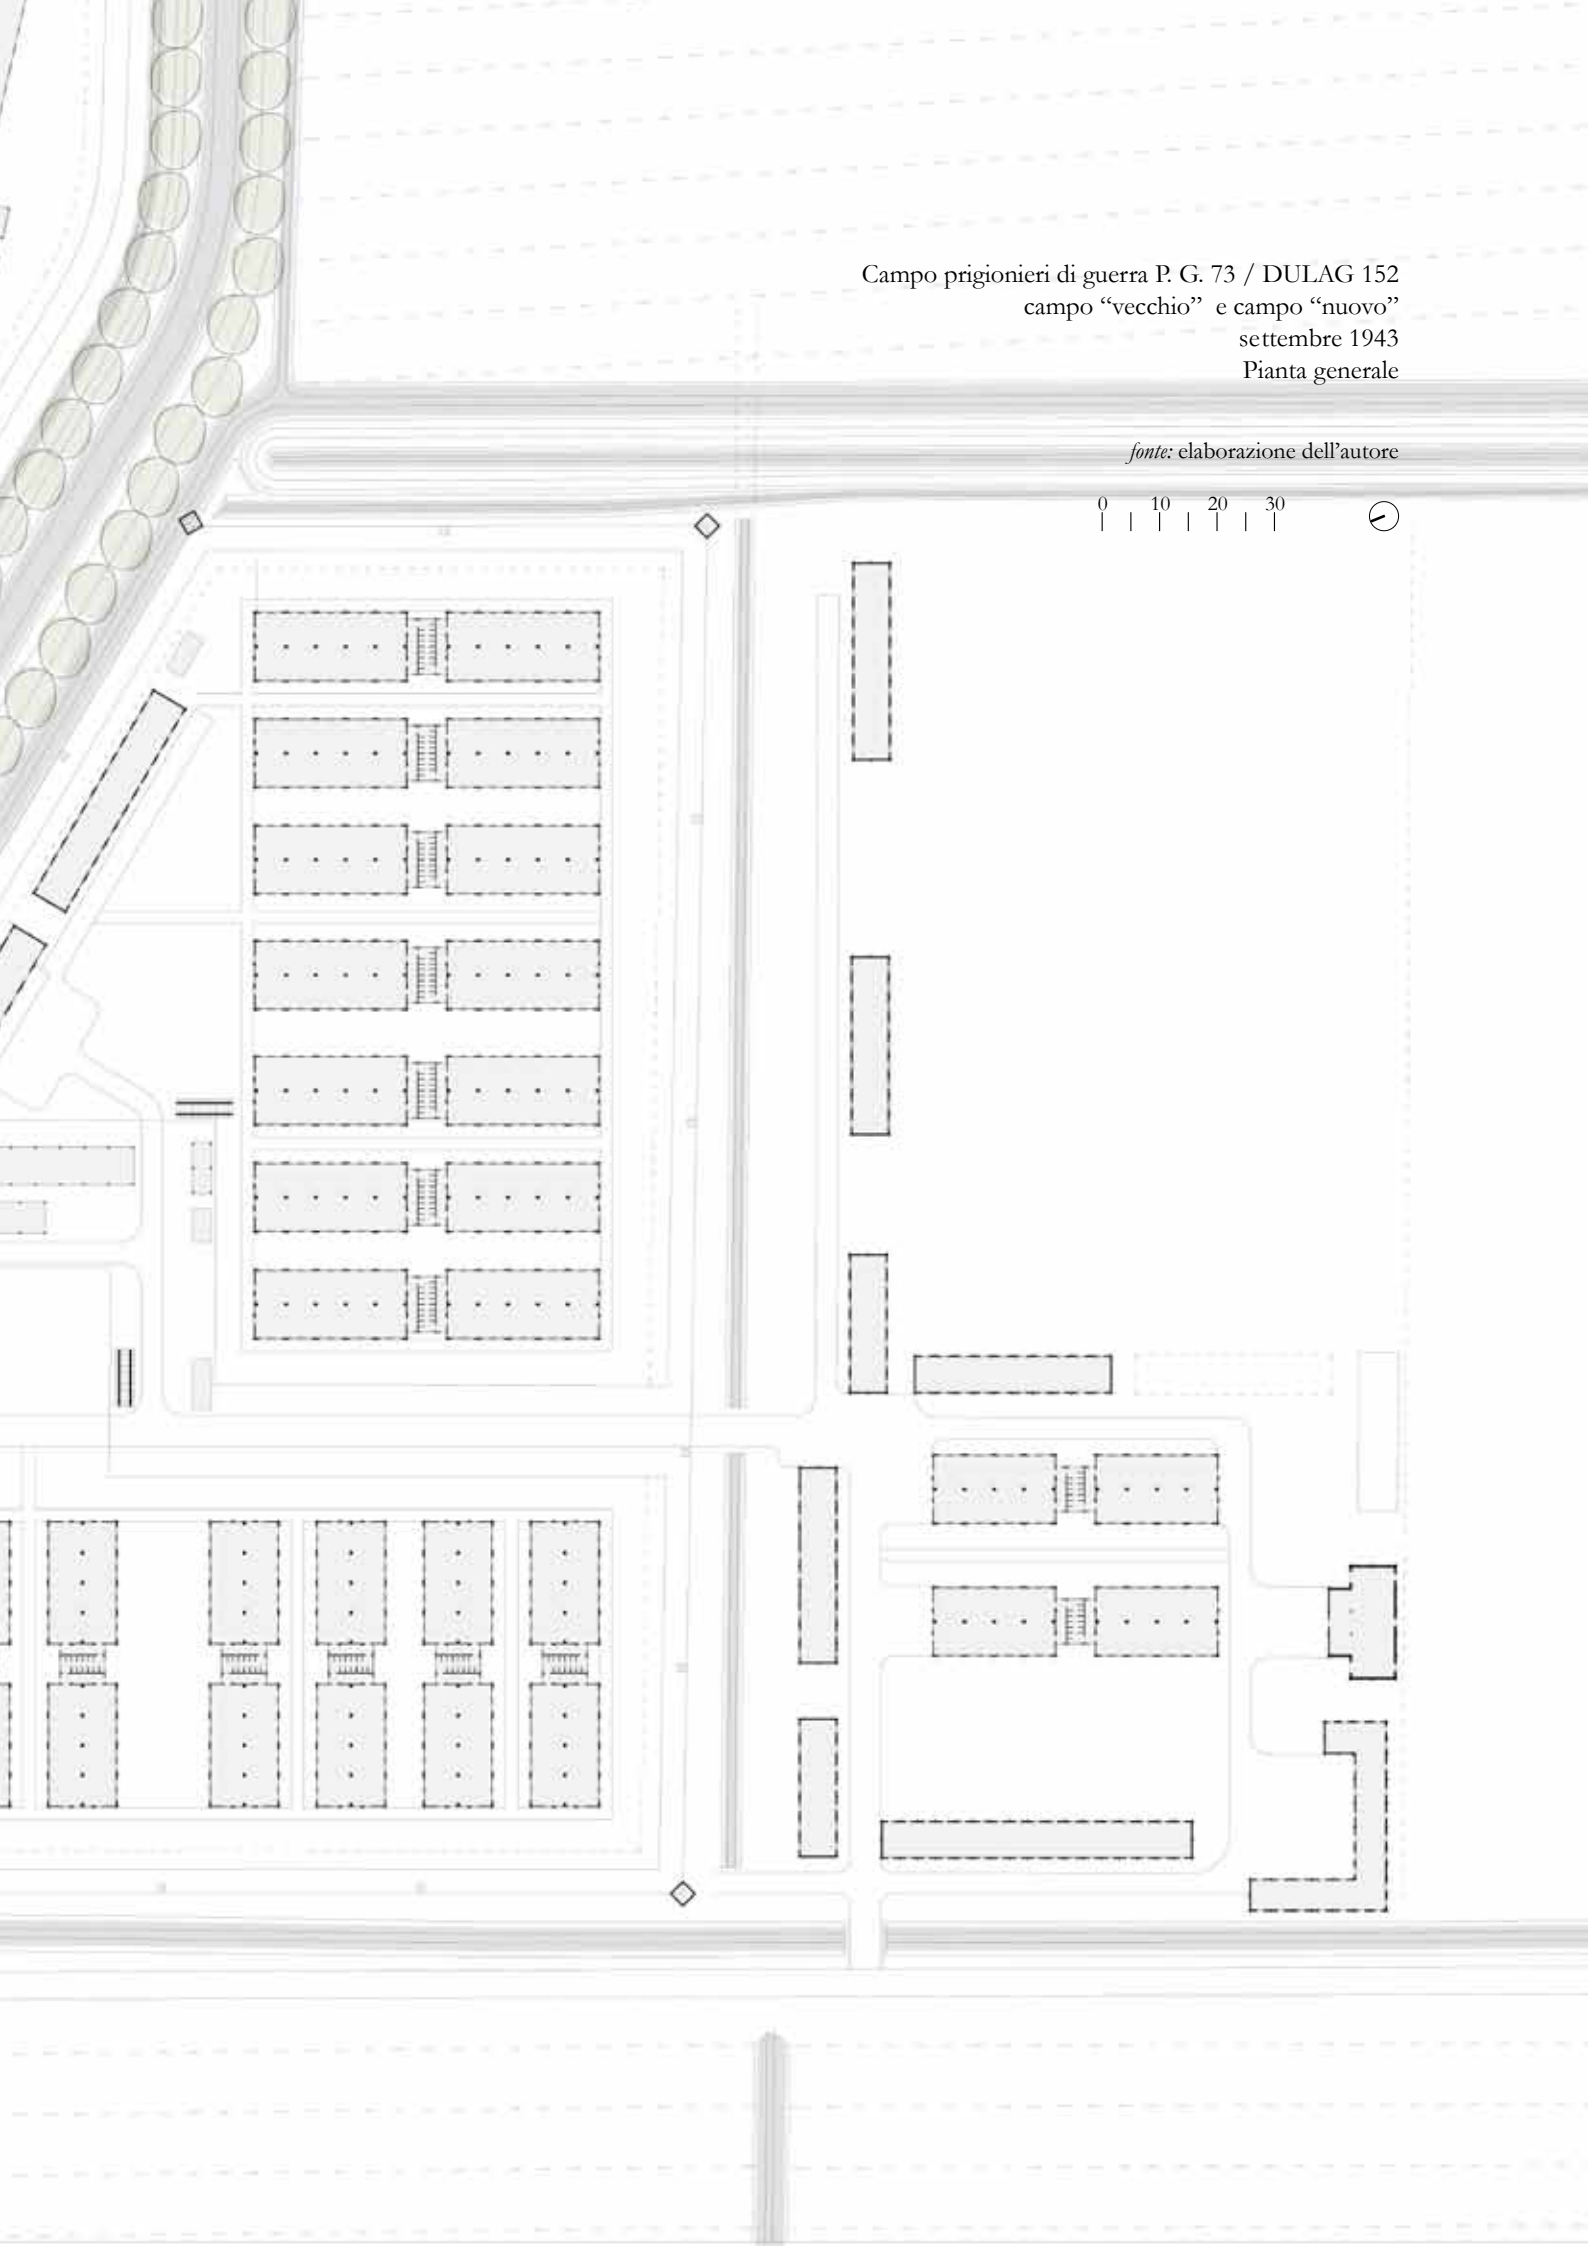 Campo prigionieri di guerra P. G. 73 / DULAG 152
campo “vecchio”  e campo “nuovo”
settembre 1943
Pianta generale
fonte: elaborazione dell’autore
0 10 20 30